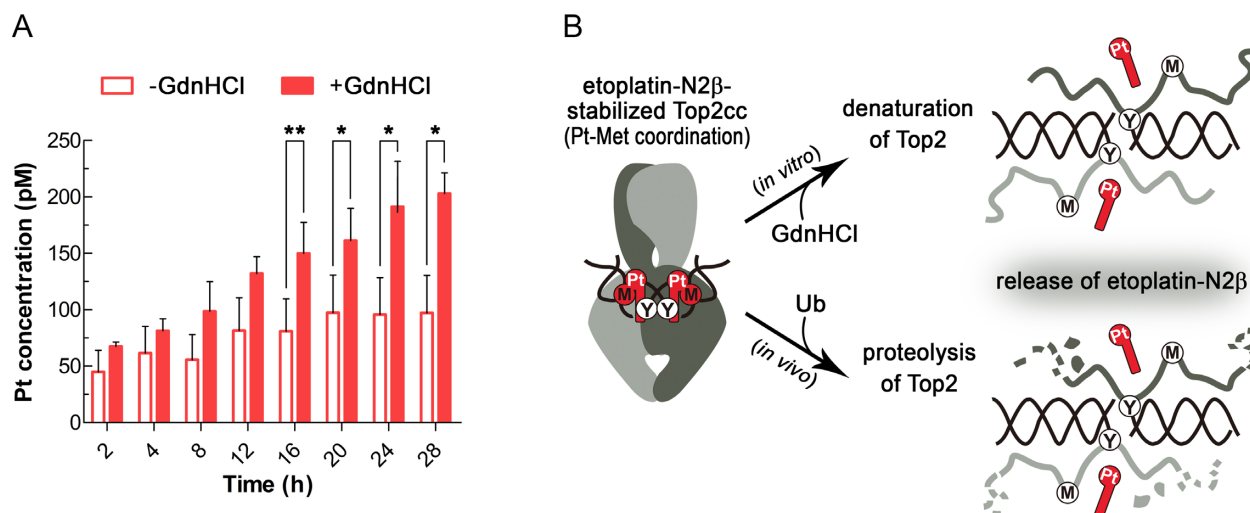 A
-GdnHCl
+GdnHCl
Pt concentration (pM)
250
200
150
100
50
0
**
*
*
*
2
4
8
12
16
20
24
28
Time (h)
B
etoplatin-N2β-
stabilized Top2cc
(Pt-Met coordination)
Pt
Pt
M
M
Y
Y
(in vitro)
GdnHCl
denaturation
of Top2
Pt
M
Y
Y
M
Pt
release of etoplatin-N2β
Ub
(in vivo)
proteolysis
of Top2
Pt
M
Y
Y
M
Pt